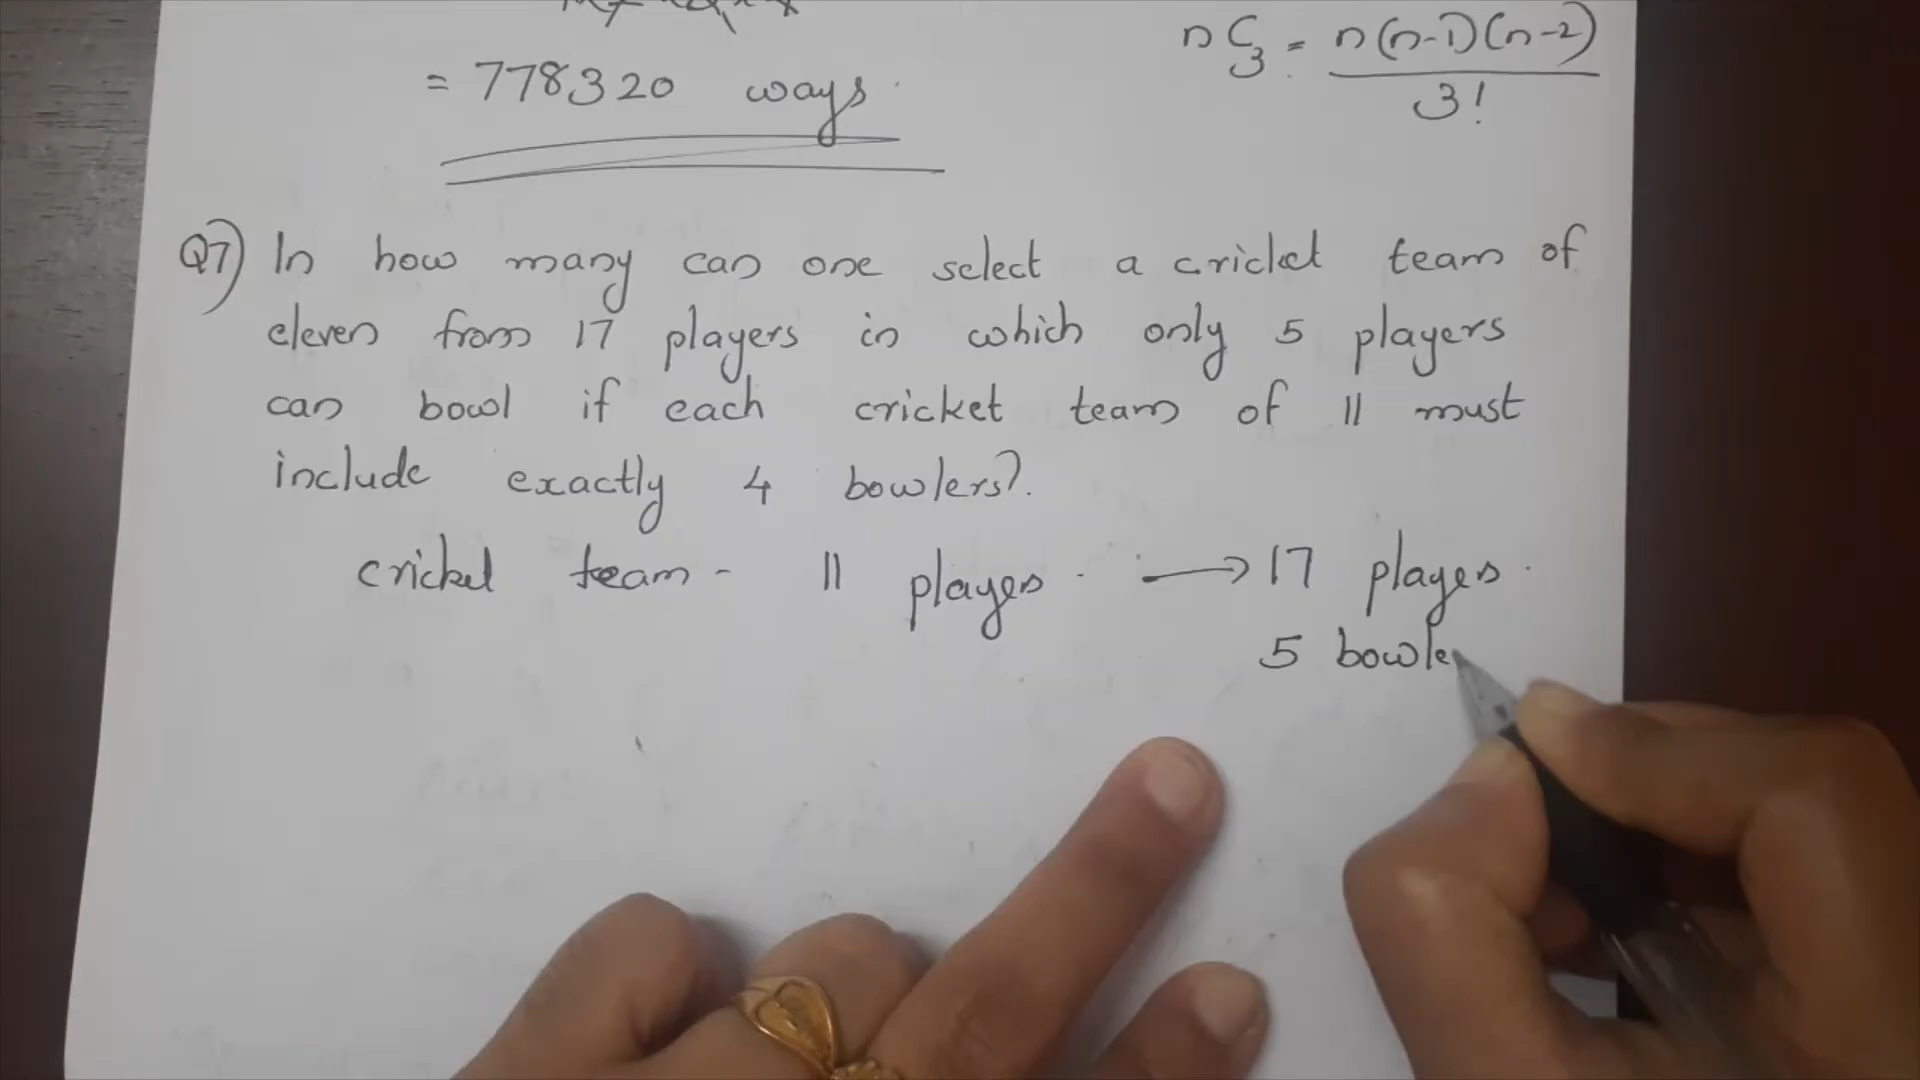 = 778320 ways
nC3 = n(n-1)(n-2)
3!
Q7) In how many can one select a cricket team of
eleven from 17 players in which only 5 players
can bowl if each cricket team of 11 must
include exactly 4 bowlers?
cricket team - 11 players → 17 players
5 bowle